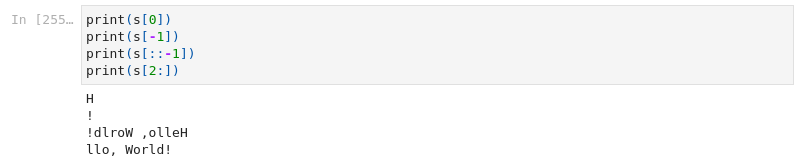 In [255…
print(s[0])
print(s[-1])
print(s[::-1])
print(s[2:])
H
!
!dlroW ,olleH
llo, World!